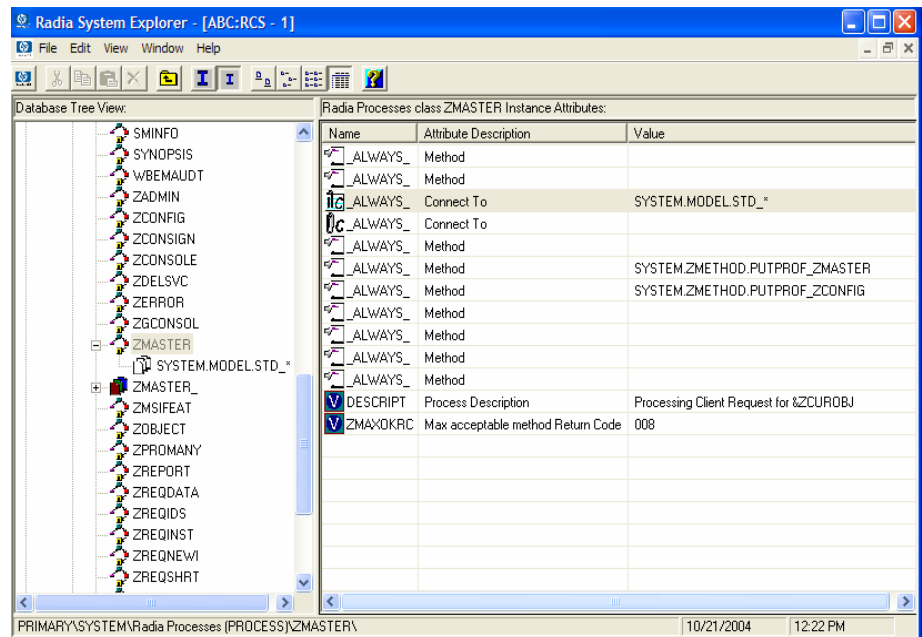 Radia System Explorer - [ABC:RCS - 1]
File Edit View Window Help
Database Tree View:
SMINFO
SYNOPSIS
WBEMAUDT
ZADMIN
ZCONFIG
ZCONSIGN
ZCONSOLE
ZDELSVC
ZERROR
ZGCONSOL
ZMASTER
SYSTEM.MODEL.STD_*
ZMASTER_
ZMSIFEAT
ZOBJECT
ZPROMANY
ZREPORT
ZREQDATA
ZREQIDS
ZREQINST
ZREQNEWI
ZREQSHRT
Radia Processes class ZMASTER Instance Attributes:
Name Attribute Description Value
_ALWAYS_ Method
_ALWAYS_ Method
_ALWAYS_ Connect To SYSTEM.MODEL.STD_*
_ALWAYS_ Connect To
_ALWAYS_ Method
_ALWAYS_ Method SYSTEM.ZMETHOD.PUTPROF_ZMASTER
_ALWAYS_ Method SYSTEM.ZMETHOD.PUTPROF_ZCONFIG
_ALWAYS_ Method
_ALWAYS_ Method
_ALWAYS_ Method
_ALWAYS_ Method
V DESCRIPT Process Description Processing Client Request for &ZCUROBJ
V ZMAXOKRC Max acceptable method Return Code 008
PRIMARY\SYSTEM\Radia Processes (PROCESS)\ZMASTER\ 10/21/2004 12:22 PM